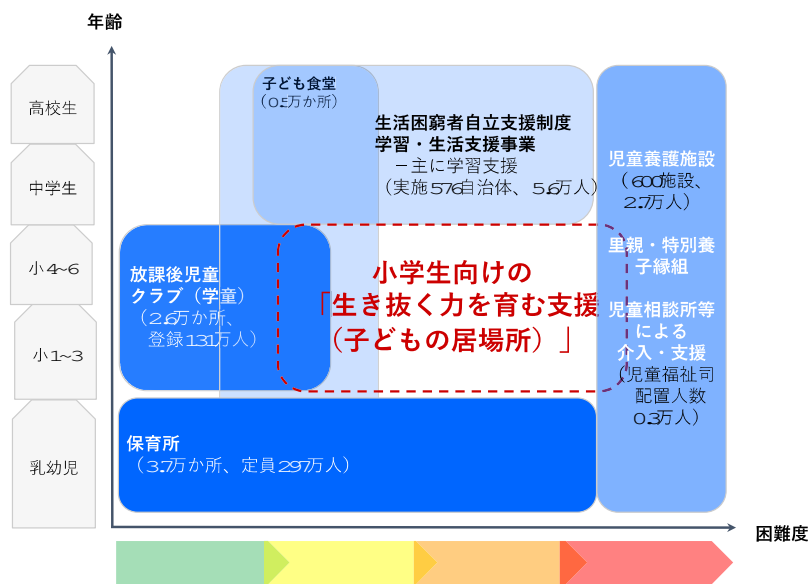 年齢
高校生
中学生
小4~6
小1~3
乳幼児
子ども食堂
（0.5万か所）
生活困窮者自立支援制度
学習・生活支援事業
－主に学習支援
（実施576自治体、5.6万人）
児童養護施設
（600施設、
2.7万人）
里親・特別養
子縁組
児童相談所等
による
介入・支援
（児童福祉司
配置人数
0.3万人）
放課後児童
クラブ（学童）
（2.6万か所、
登録131万人）
小学生向けの
「生き抜く力を育む支援
（子どもの居場所）」
保育所
（3.7万か所、定員297万人）
困難度